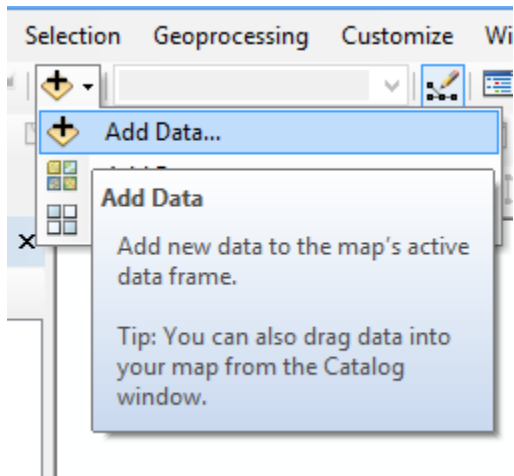 Selection Geoprocessing Customize Wi
Add Data...
Add Data
Add new data to the map's active
data frame.
Tip: You can also drag data into
your map from the Catalog
window.